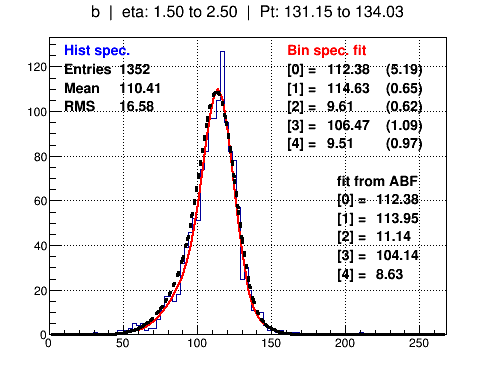 b | eta: 1.50 to 2.50 | Pt: 131.15 to 134.03
Hist spec.
Entries 1352
Mean 110.41
RMS 16.58
Bin spec. fit
[0] = 112.38 (5.19)
[1] = 114.63 (0.65)
[2] = 9.61 (0.62)
[3] = 106.47 (1.09)
[4] = 9.51 (0.97)
fit from ABF
[0] = 112.38
[1] = 113.95
[2] = 11.14
[3] = 104.14
[4] = 8.63
120
100
80
60
40
20
0
0 50 100 150 200 250